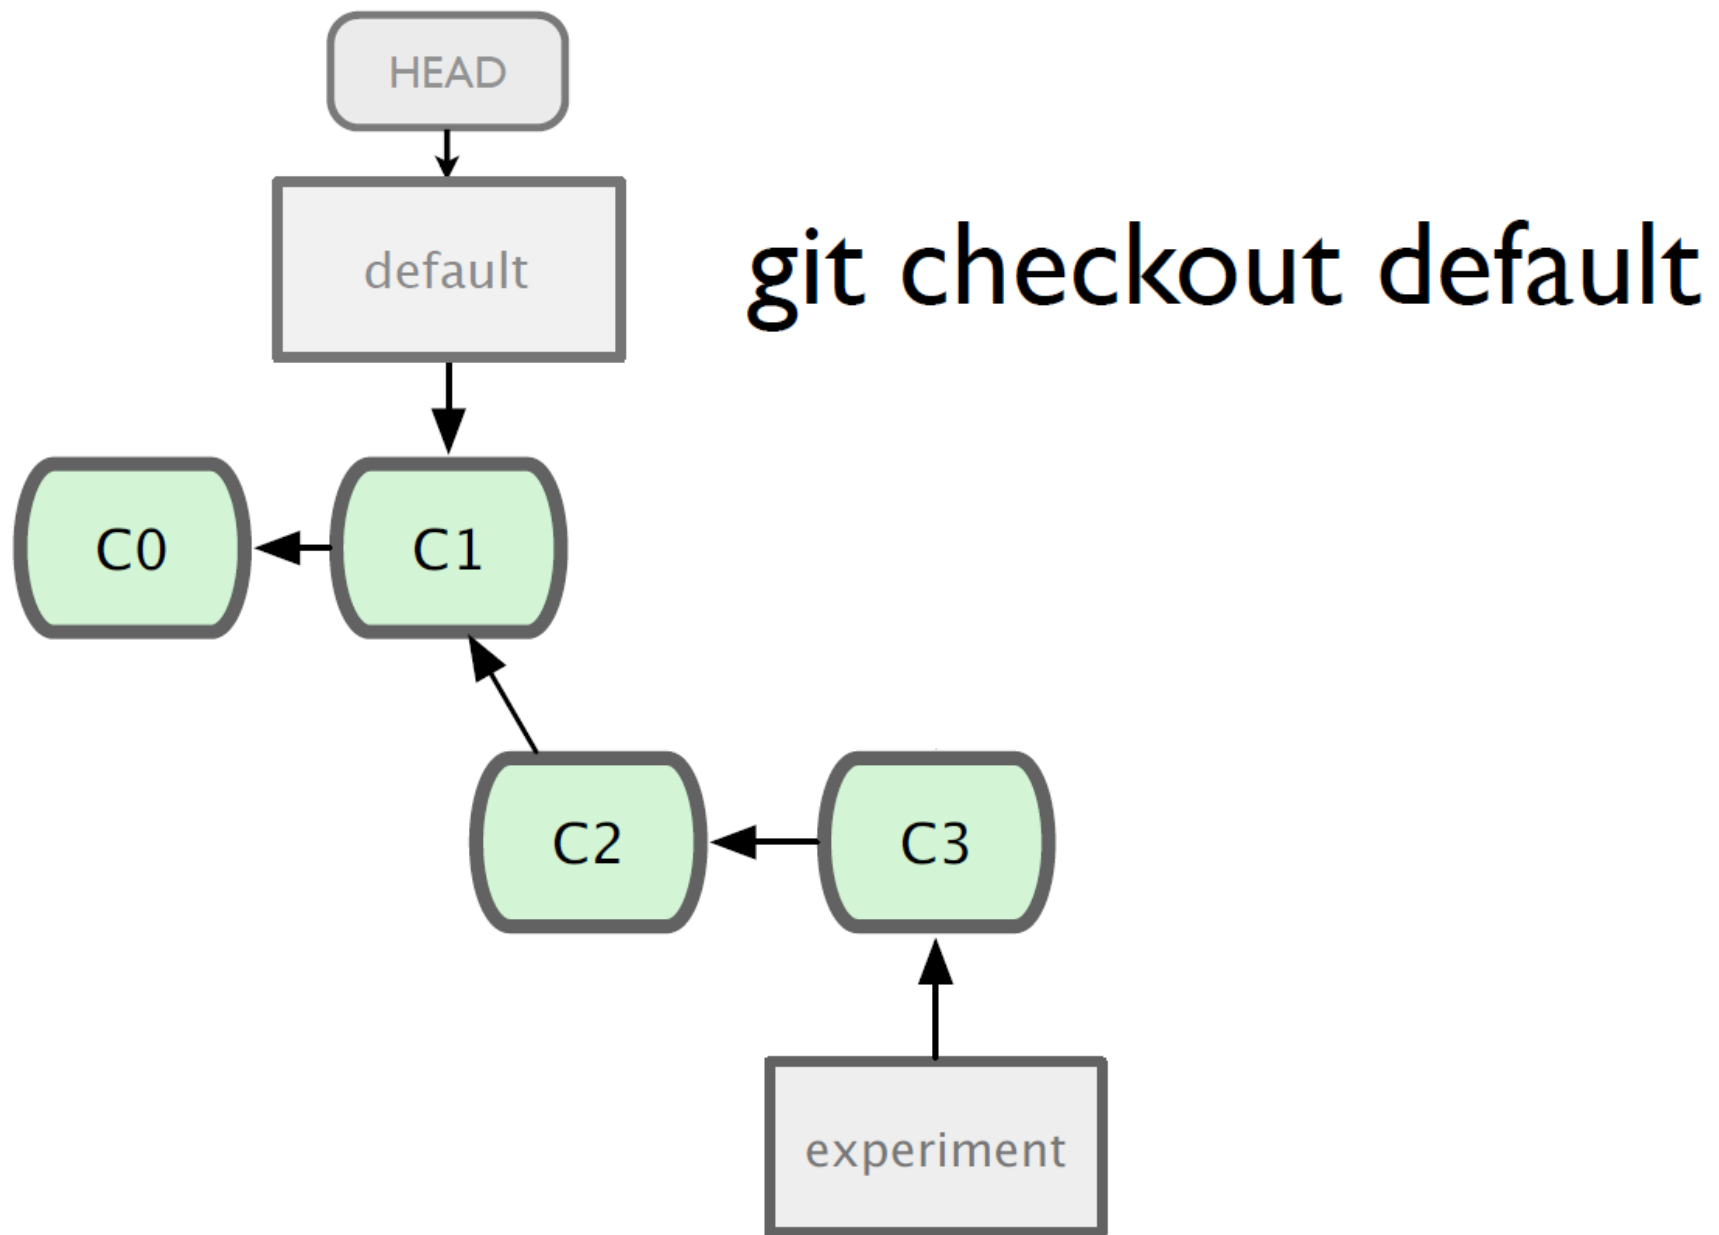 HEAD
default
git checkout default
C0
C1
C2
C3
experiment